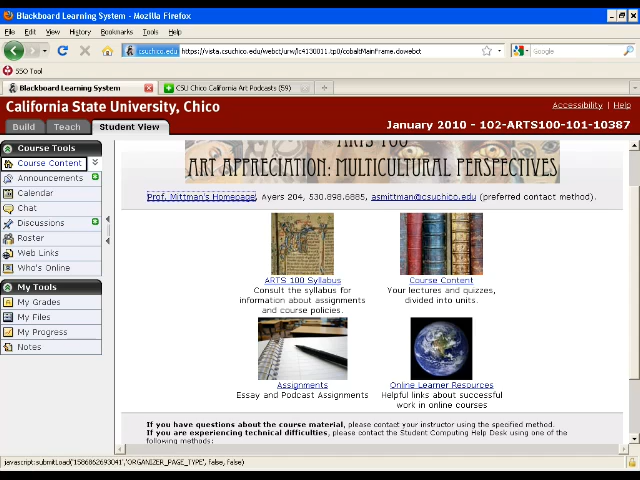 Blackboard Learning System - Mozilla Firefox
File Edit View History Bookmarks Tools Help
csuchico.edu https://vista.csuchico.edu/webct/urw/lc4130011.tp0/cobaltMainFrame.dowebct
Google
SSO Tool
Blackboard Learning System
CSU Chico California Art Podcasts (59)
California State University, Chico
Accessibility | Help
Build Teach Student View
January 2010 - 102-ARTS100-101-10387
Course Tools
Course Content
Announcements
Calendar
Chat
Discussions
Roster
Web Links
Who's Online
My Tools
My Grades
My Files
My Progress
Notes
ARTS 100
ART APPRECIATION: MULTICULTURAL PERSPECTIVES
Prof. Mittman's Homepage, Ayers 204, 530.898.6885, asmittman@csuchico.edu (preferred contact method).
ARTS 100 Syllabus
Consult the syllabus for
information about assignments
and course policies.
Course Content
Your lectures and quizzes,
divided into units.
Assignments
Essay and Podcast Assignments
Online Learner Resources
Helpful links about successful
work in online courses
If you have questions about the course material, please contact your instructor using the specified method.
If you are experiencing technical difficulties, please contact the Student Computing Help Desk using one of the
following methods:
javascript:submitLoad('1586862693041','ORGANIZER_PAGE_TYPE', false, false)